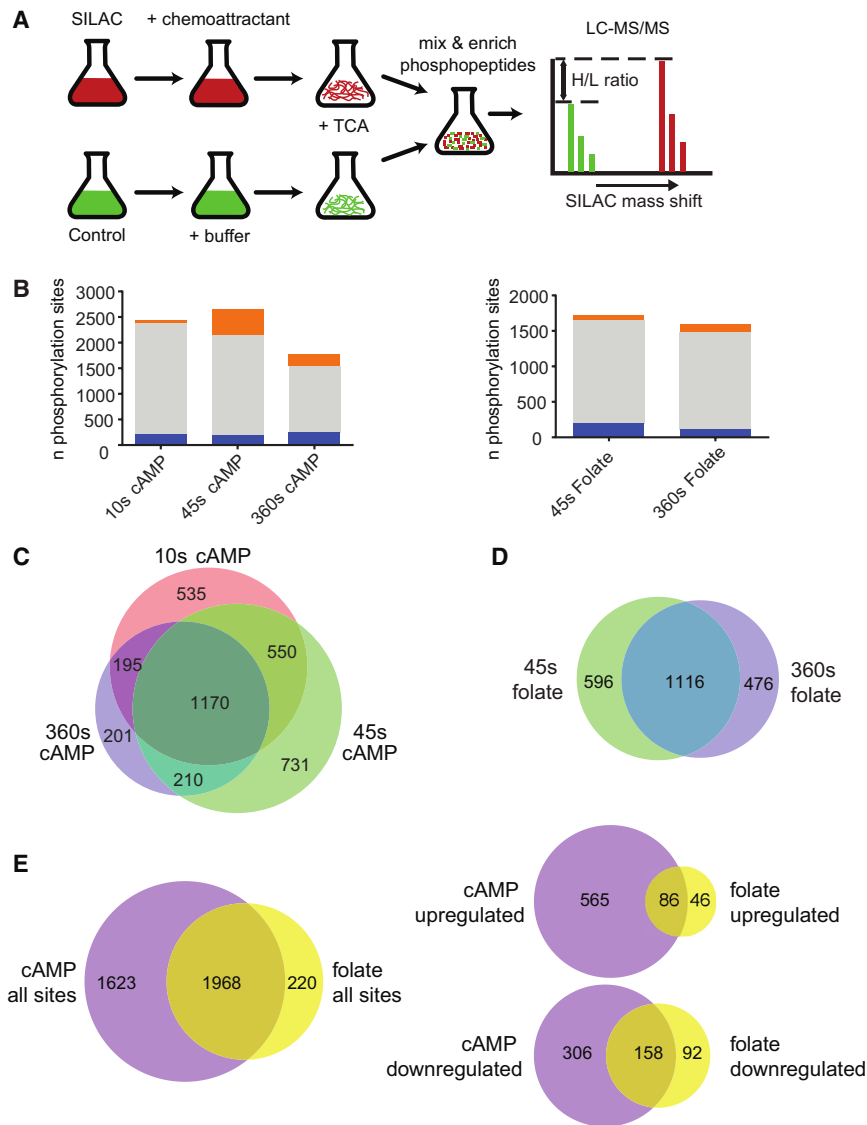 A
SILAC
+ chemoattractant
+ TCA
Control
+ buffer
mix & enrich
phosphopeptides
LC-MS/MS
H/L ratio
SILAC mass shift
B
n phosphorylation sites
3000
2500
2000
1500
1000
500
0
10s cAMP
45s cAMP
360s cAMP
n phosphorylation sites
2000
1500
1000
500
0
45s Folate
360s Folate
C
10s cAMP
535
195
550
1170
360s
cAMP
201
210
731
45s
cAMP
D
45s
folate
596
1116
476
360s
folate
E
cAMP
all sites
1623
1968
220
folate
all sites
cAMP
upregulated
565
86
46
folate
upregulated
cAMP
downregulated
306
158
92
folate
downregulated